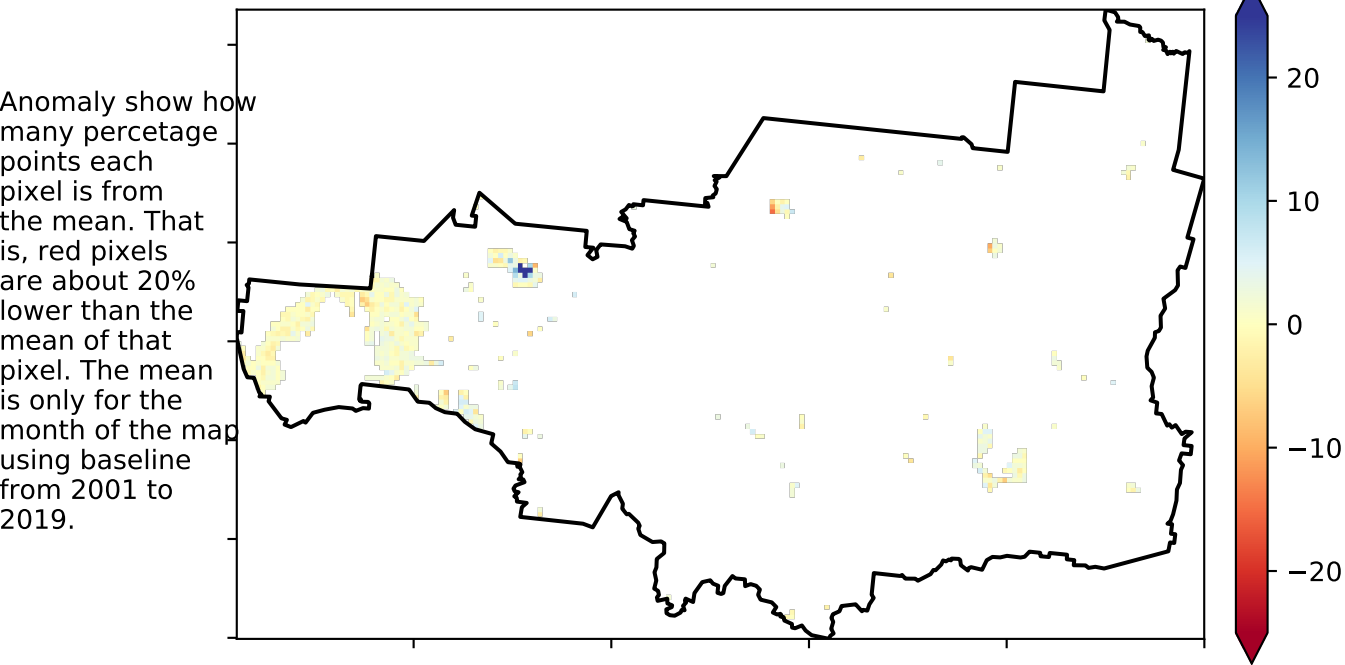 Anomaly show how
many percetage
points each
pixel is from
the mean. That
is, red pixels
are about 20%
lower than the
mean of that
pixel. The mean
is only for the
month of the map
using baseline
from 2001 to
2019.
20
10
0
−10
−20